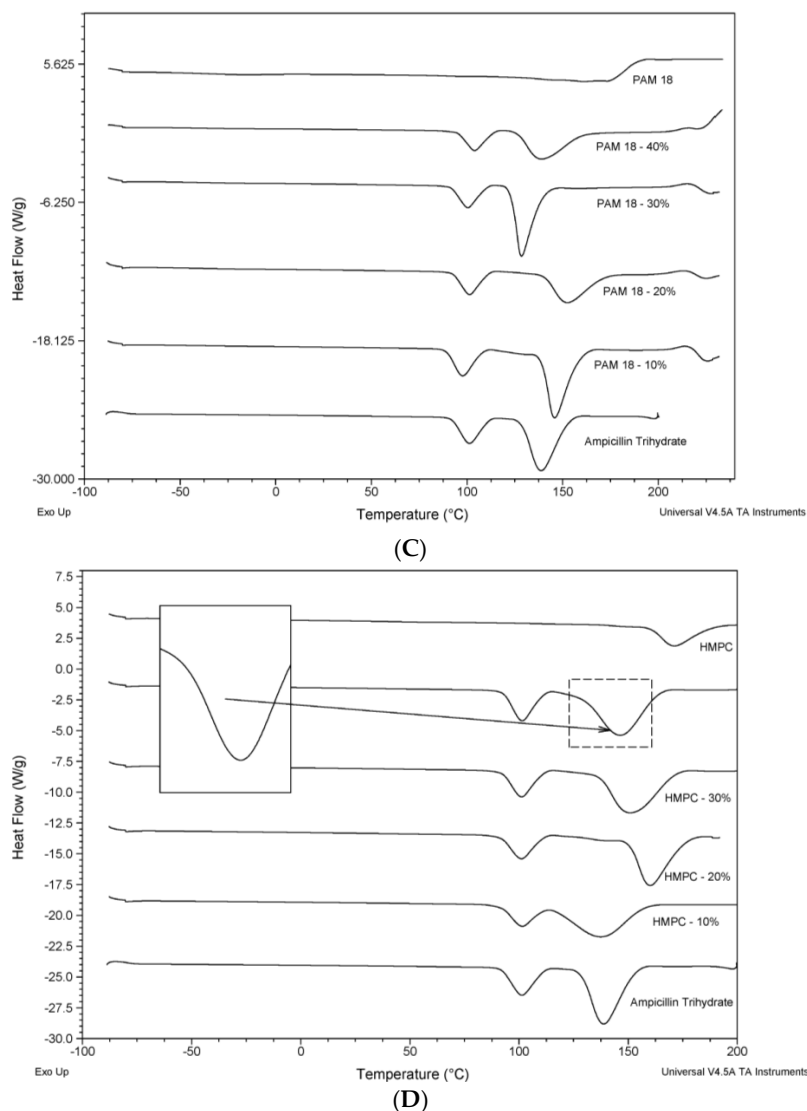 5.625
PAM 18
PAM 18 - 40%
-6.250
PAM 18 - 30%
Heat Flow (W/g)
PAM 18 - 20%
-18.125
PAM 18 - 10%
Ampicillin Trihydrate
-30.000
-100 -50 0 50 100 150 200
Exo Up Temperature (°C) Universal V4.5A TA Instruments
(C)
7.5
5.0
2.5
HMPC
0.0
-2.5
-5.0
-7.5
Heat Flow (W/g)
-10.0
HMPC - 30%
-12.5
-15.0
HMPC - 20%
-17.5
-20.0
HMPC - 10%
-22.5
-25.0
Ampicillin Trihydrate
-27.5
-30.0
-100 -50 0 50 100 150 200
Exo Up Temperature (°C) Universal V4.5A TA Instruments
(D)